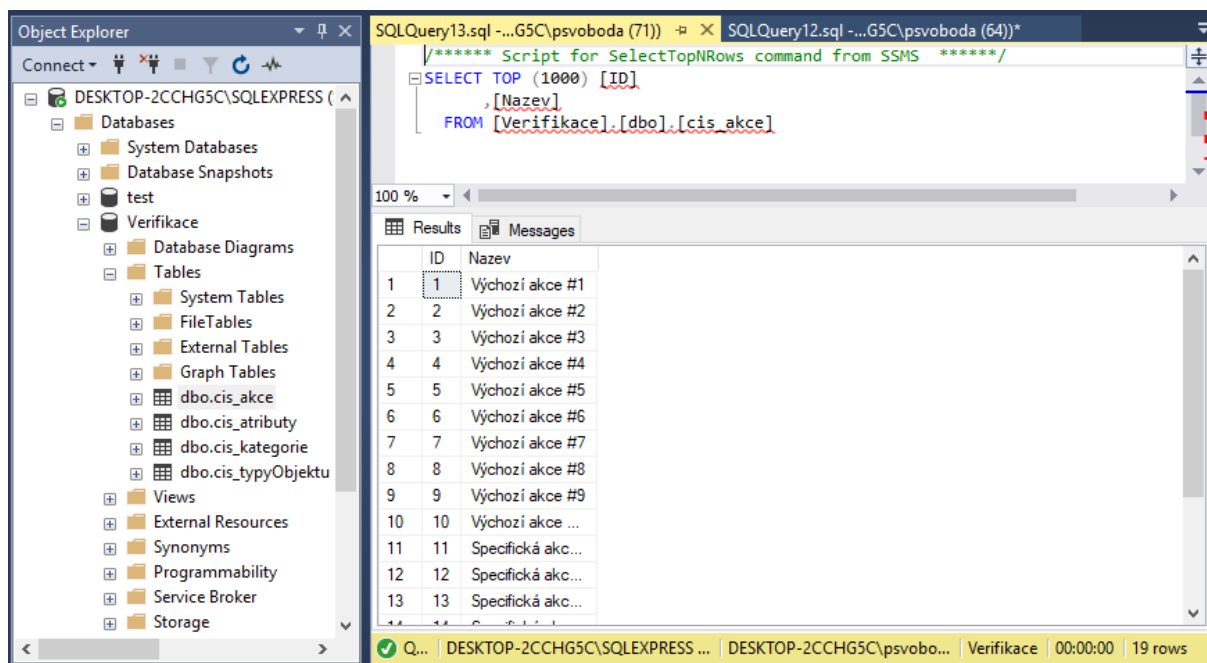 Object Explorer
Connect
DESKTOP-2CCHG5C\SQLEXPRESS (
Databases
System Databases
Database Snapshots
test
Verifikace
Database Diagrams
Tables
System Tables
FileTables
External Tables
Graph Tables
dbo.cis_akce
dbo.cis_atributy
dbo.cis_kategorie
dbo.cis_typyObjektu
Views
External Resources
Synonyms
Programmability
Service Broker
Storage
SQLQuery13.sql -...G5C\psvoboda (71)) SQLQuery12.sql -...G5C\psvoboda (64))*
/****** Script for SelectTopNRows command from SSMS ******/
SELECT TOP (1000) [ID]
,[Nazev]
FROM [Verifikace].[dbo].[cis_akce]
100 %
Results Messages
ID Nazev
1 1 Výchozí akce #1
2 2 Výchozí akce #2
3 3 Výchozí akce #3
4 4 Výchozí akce #4
5 5 Výchozí akce #5
6 6 Výchozí akce #6
7 7 Výchozí akce #7
8 8 Výchozí akce #8
9 9 Výchozí akce #9
10 10 Výchozí akce ...
11 11 Specifická akc...
12 12 Specifická akc...
13 13 Specifická akc...
Q... DESKTOP-2CCHG5C\SQLEXPRESS ... DESKTOP-2CCHG5C\psvobo... Verifikace 00:00:00 19 rows